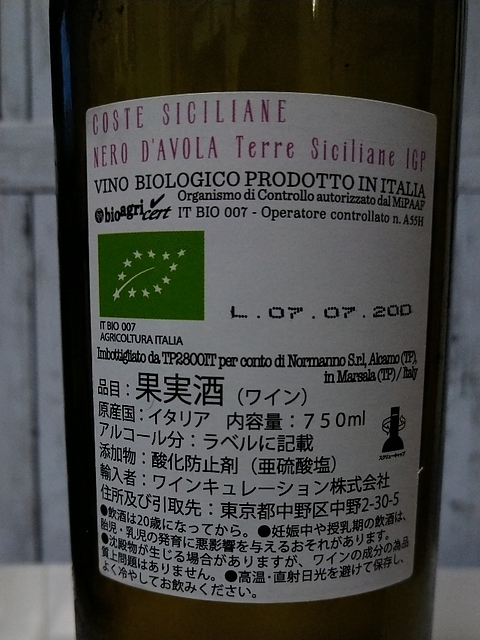 COSTE SICILIANE
NERO D'AVOLA Terre Siciliane IGP
VINO BIOLOGICO PRODOTTO IN ITALIA
bioagricert
Organismo di Controllo autorizzato dal MiPAAF
IT BIO 007 - Operatore controllato n. A55H
L.07.07.200
IT BIO 007
AGRICOLTURA ITALIA
Imbottigliato da TP2800IT per conto di Normanno S.r.l, Alcamo (TP),
in Marsala (TP) / Italy
品目：果実酒（ワイン）
原産国：イタリア 内容量：７５０ml
アルコール分：ラベルに記載
添加物：酸化防止剤（亜硫酸塩）
スクリューキャップ
輸入者：ワインキュレーション株式会社
住所及び引取先：東京都中野区中野2-30-5
●飲酒は20歳になってから。●妊娠中や授乳期の飲酒は、
胎児・乳児の発育に悪影響を与えるおそれがあります。
●沈殿物が生じる場合がありますが、ワインの成分の為品
質上問題はありません。●高温・直射日光を避けて保存し、
よく冷やしてお飲みください。